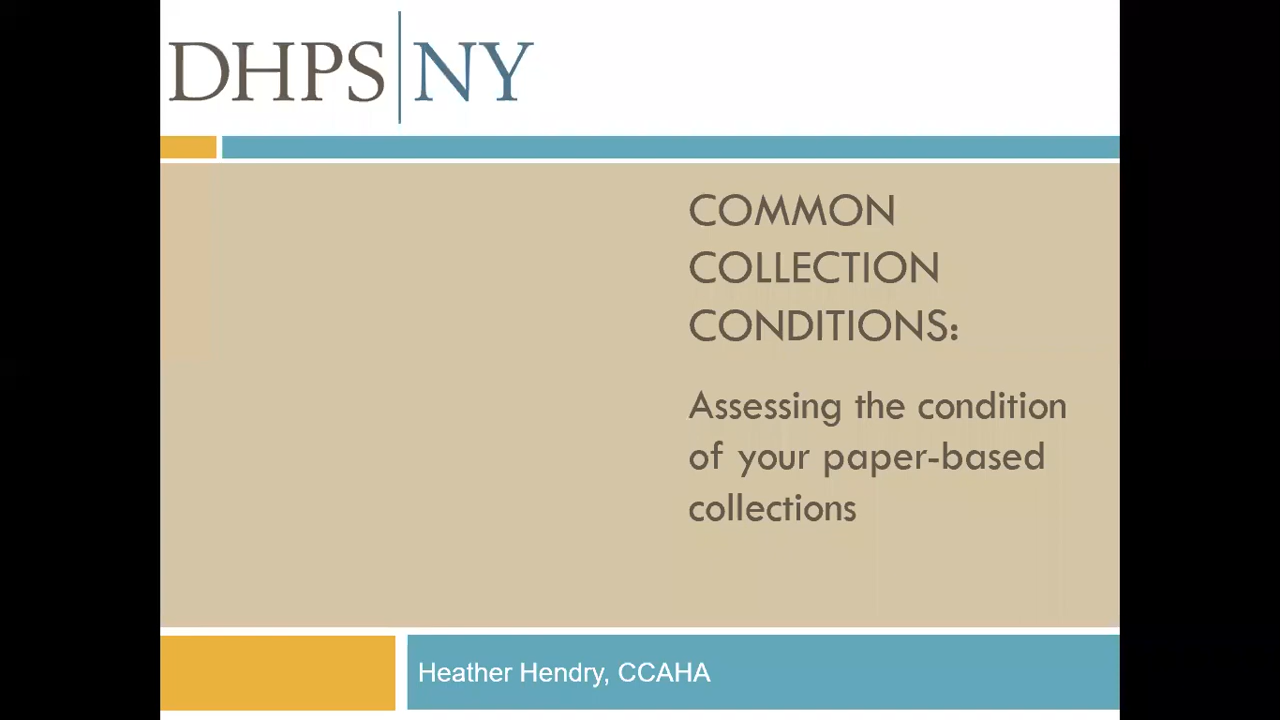 DHPS|NY
COMMON
COLLECTION
CONDITIONS:
Assessing the condition
of your paper-based
collections
Heather Hendry, CCAHA